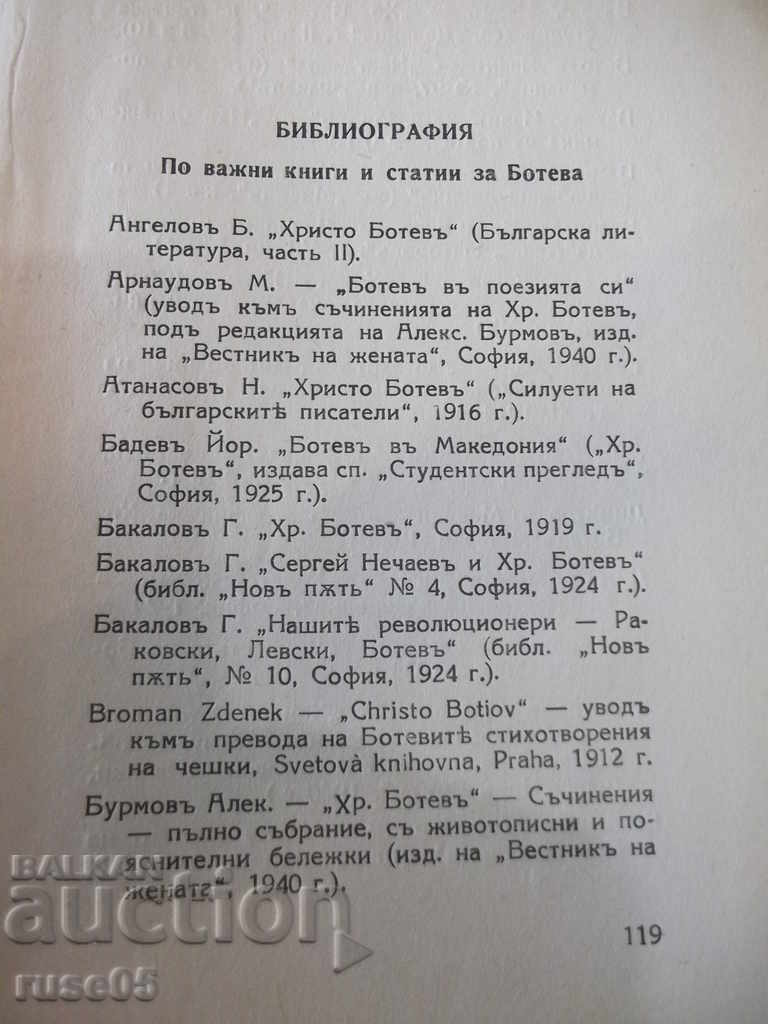 БИБЛИОГРАФИЯ
По важни книги и статии за Ботева
Ангеловъ Б. „Христо Ботевъ“ (Българска ли-
тература, часть II).
Арнаудовъ М. — „Ботевъ въ поезията си“
(уводъ къмъ съчиненията на Хр. Ботевъ,
подъ редакцията на Алекс. Бурмовъ, изд.
на „Вестникъ на жената“, София, 1940 г.).
Атанасовъ Н. „Христо Ботевъ“ („Силуети на
българскитѣ писатели“, 1916 г.).
Бадевъ Йор. „Ботевъ въ Македония“ („Хр.
Ботевъ“, издава сп. „Студентски прегледъ“,
София, 1925 г.).
Бакаловъ Г. „Хр. Ботевъ“, София, 1919 г.
Бакаловъ Г. „Сергей Нечаевъ и Хр. Ботевъ“
(библ. „Новъ пѫть“ № 4, София, 1924 г.).
Бакаловъ Г. „Нашитѣ революционери — Ра-
ковски, Левски, Ботевъ“ (библ. „Новъ
пѫть“, № 10, София, 1924 г.).
Broman Zdenek — „Christo Botiov“ — уводъ
къмъ превода на Ботевитѣ стихотворения
на чешки, Svetovà knihovna, Praha, 1912 г.
Бурмовъ Алек. — „Хр. Ботевъ“ — Съчинения
— пълно събрание, съ животописни и по-
яснителни бележки (изд. на „Вестникъ на
жената“, 1940 г.).
119
BALKAN
auction
ruse05